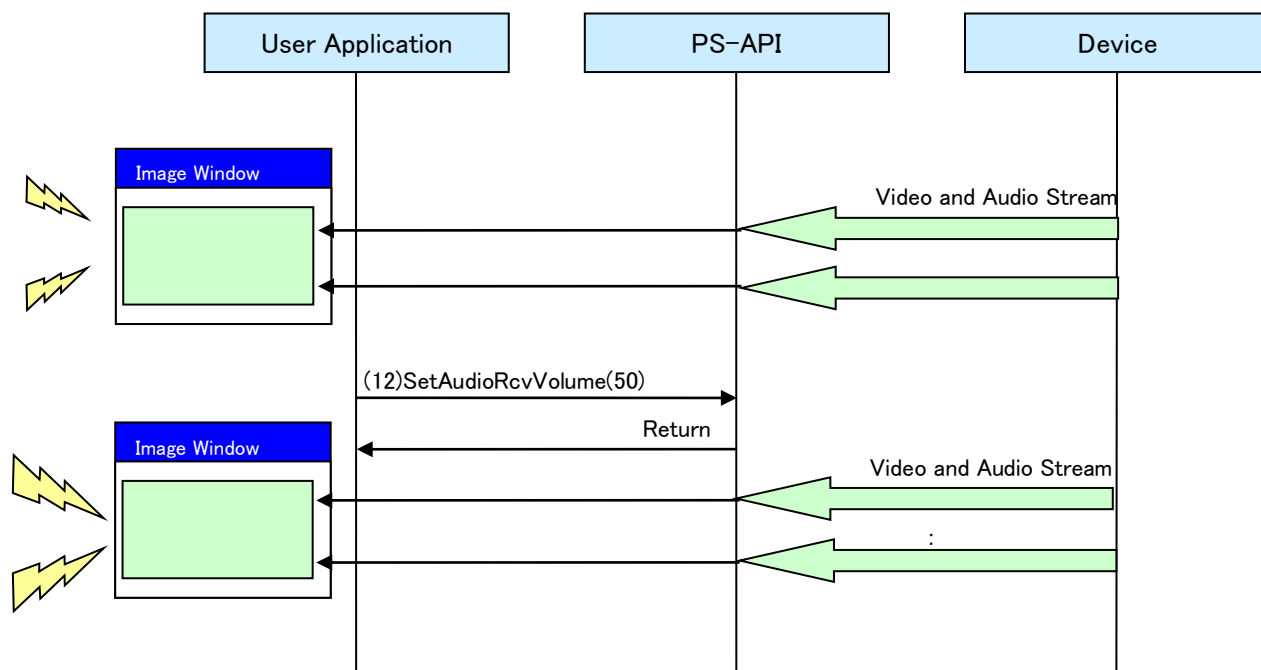 User Application
PS-API
Device
Image Window
Video and Audio Stream
(12)SetAudioRcvVolume(50)
Return
Image Window
Video and Audio Stream
: